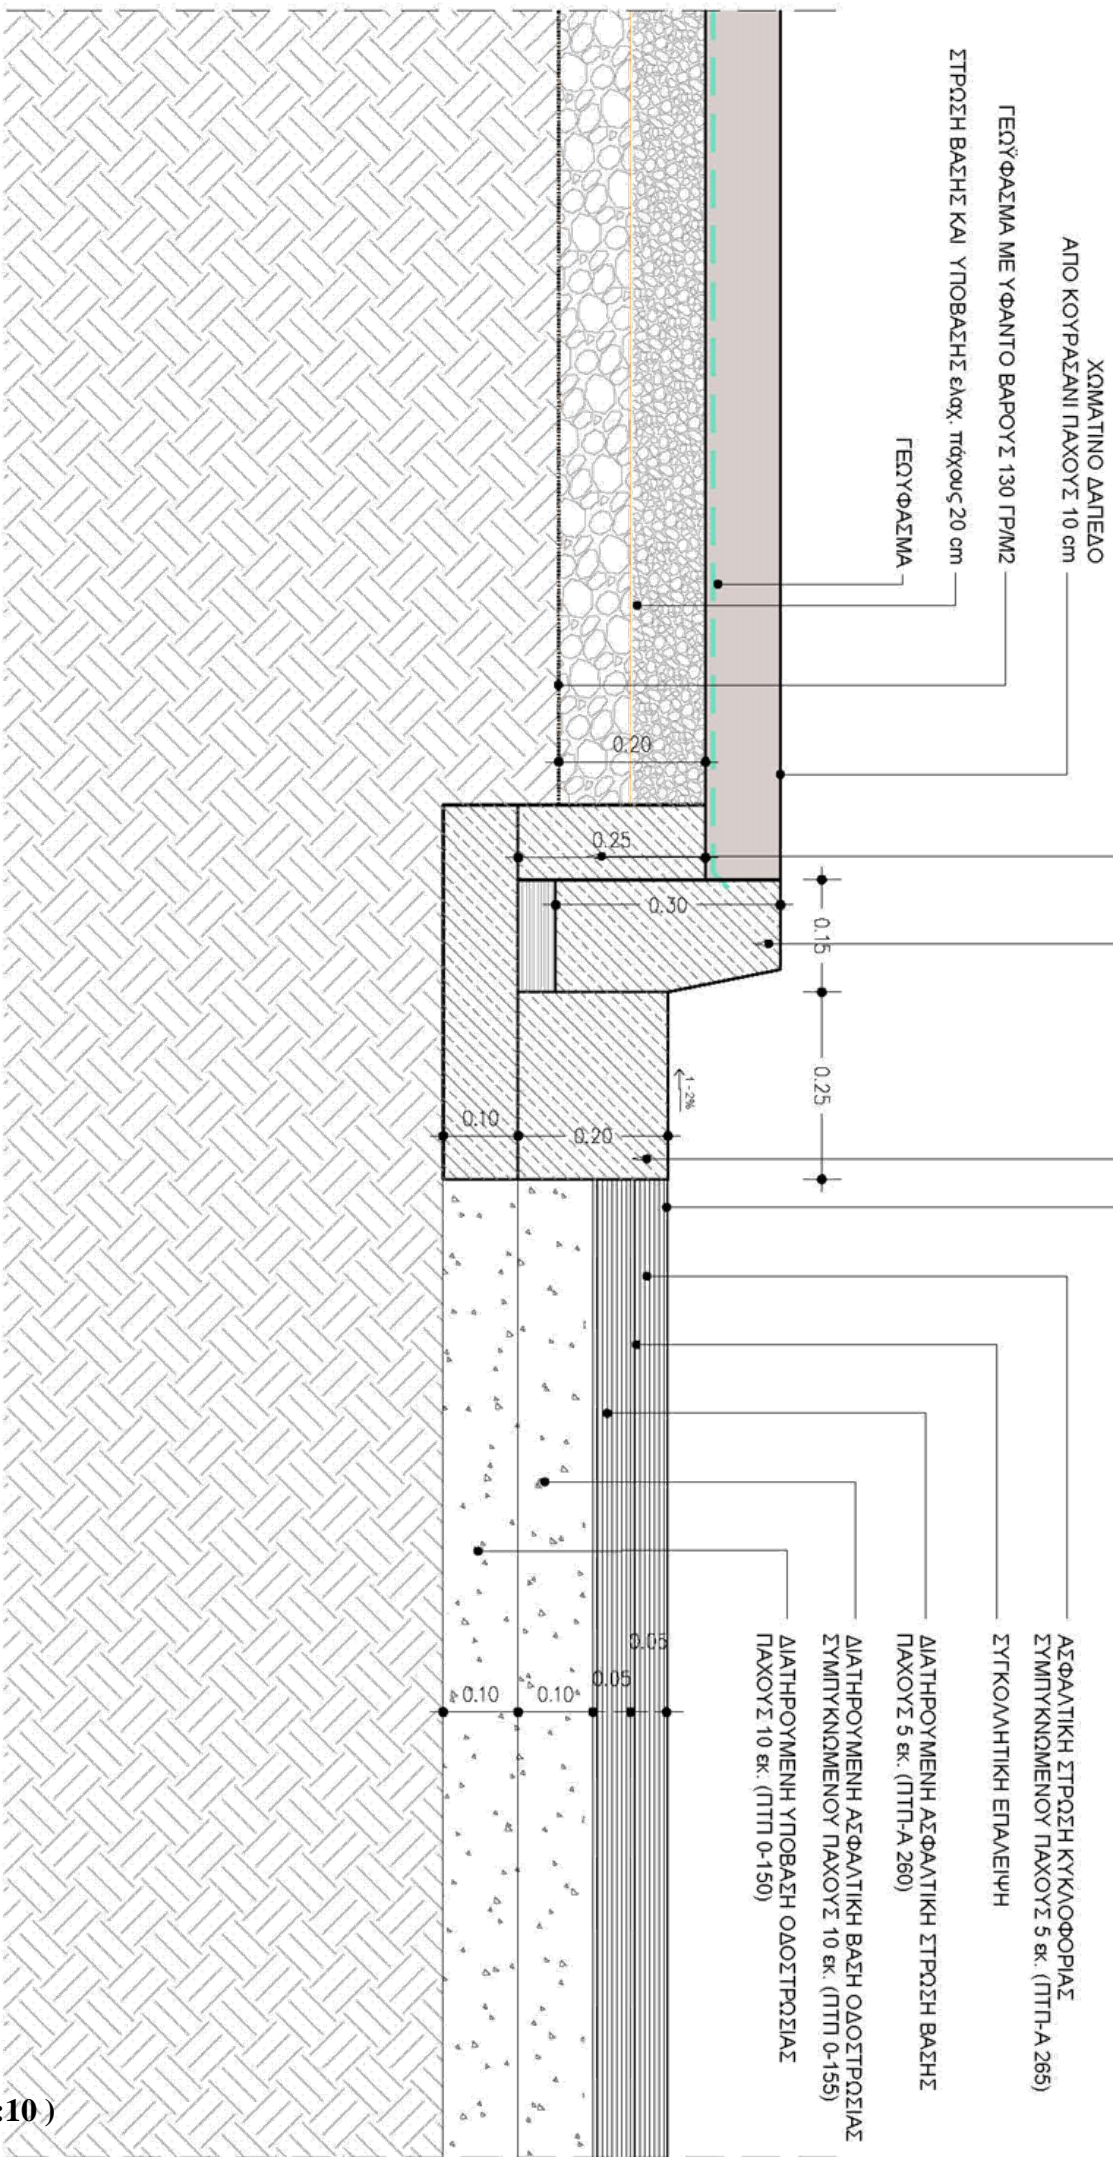 ΧΩΜΑΤΙΝΟ ΔΑΠΕΔΟ
ΑΠΟ ΚΟΥΡΑΣΑΝΙ ΠΑΧΟΥΣ 10 cm
ΓΕΩΫΦΑΣΜΑ ΜΕ ΥΦΑΝΤΟ ΒΑΡΟΥΣ 130 ΓΡ/Μ2
ΣΤΡΩΣΗ ΒΑΣΗΣ ΚΑΙ ΥΠΟΒΑΣΗΣ ελαχ. πάχους 20 cm
ΓΕΩΥΦΑΣΜΑ
0.20
0.25
0.30
0.15
0.25
1 - 2%
0.10
0.20
ΑΣΦΑΛΤΙΚΗ ΣΤΡΩΣΗ ΚΥΚΛΟΦΟΡΙΑΣ
ΣΥΜΠΥΚΝΩΜΕΝΟΥ ΠΑΧΟΥΣ 5 εκ. (ΠΤΠ-Α 265)
ΣΥΓΚΟΛΛΗΤΙΚΗ ΕΠΑΛΕΙΨΗ
ΔΙΑΤΗΡΟΥΜΕΝΗ ΑΣΦΑΛΤΙΚΗ ΣΤΡΩΣΗ ΒΑΣΗΣ
ΠΑΧΟΥΣ 5 εκ. (ΠΤΠ-Α 260)
ΔΙΑΤΗΡΟΥΜΕΝΗ ΑΣΦΑΛΤΙΚΗ ΒΑΣΗ ΟΔΟΣΤΡΩΣΙΑΣ
ΣΥΜΠΥΚΝΩΜΕΝΟΥ ΠΑΧΟΥΣ 10 εκ. (ΠΤΠ 0-155)
ΔΙΑΤΗΡΟΥΜΕΝΗ ΥΠΟΒΑΣΗ ΟΔΟΣΤΡΩΣΙΑΣ
ΠΑΧΟΥΣ 10 εκ. (ΠΤΠ 0-150)
0.05
0.05
0.10
0.10
:10 )